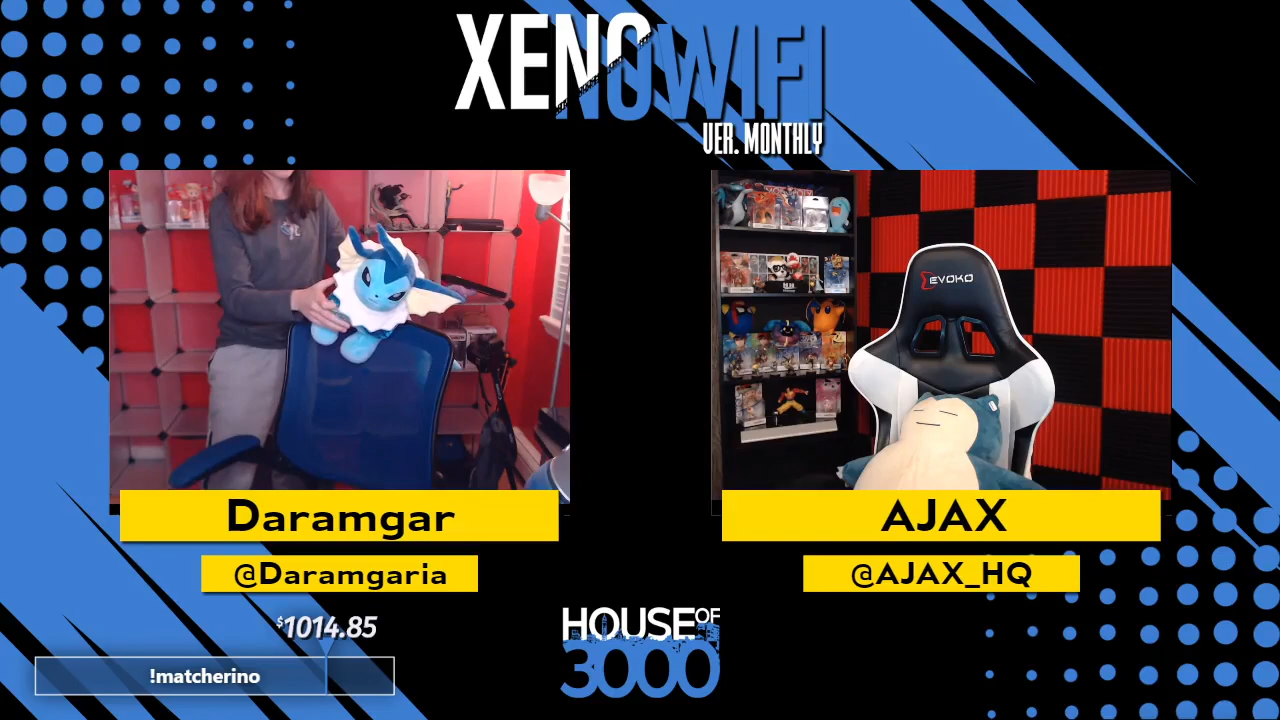 XENOWIFI
VER. MONTHLY
EVOKO
Daramgar
AJAX
@Daramgaria
@AJAX_HQ
$1014.85
!matcherino
HOUSE OF
3000